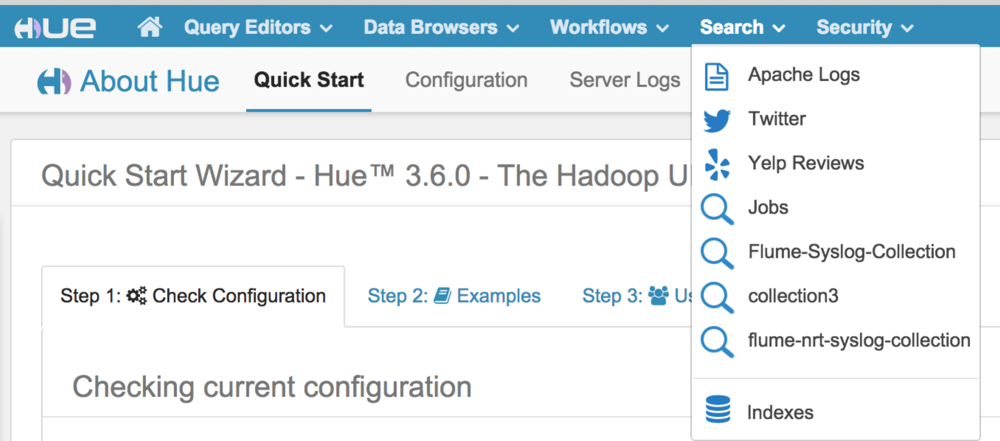 HUE Query Editors Data Browsers Workflows Search Security
About Hue Quick Start Configuration Server Logs
Apache Logs
Twitter
Yelp Reviews
Jobs
Flume-Syslog-Collection
collection3
flume-nrt-syslog-collection
Indexes
Quick Start Wizard - Hue™ 3.6.0 - The Hadoop UI
Step 1: Check Configuration Step 2: Examples Step 3:
Checking current configuration